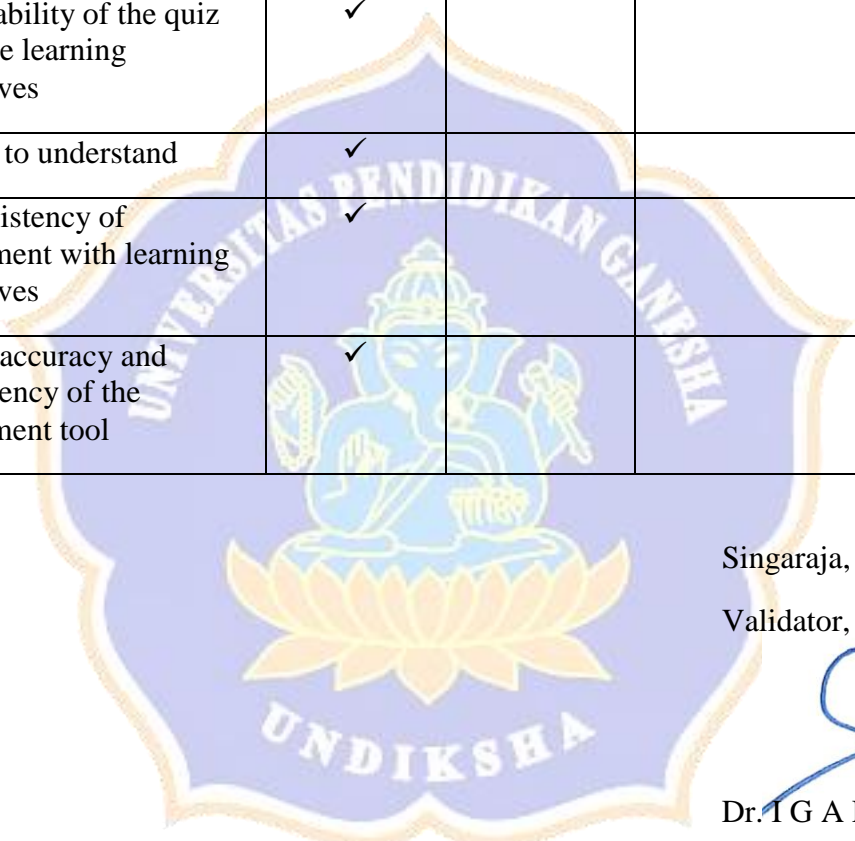 ability of the quiz ✓
e learning
ves
to understand ✓
istency of ✓
ment with learning
ves
accuracy and ✓
ency of the
ment tool
UNIVERSITAS PENDIDIKAN GANESHA
UNDIKSHA
Singaraja,
Validator,
Dr. I G A